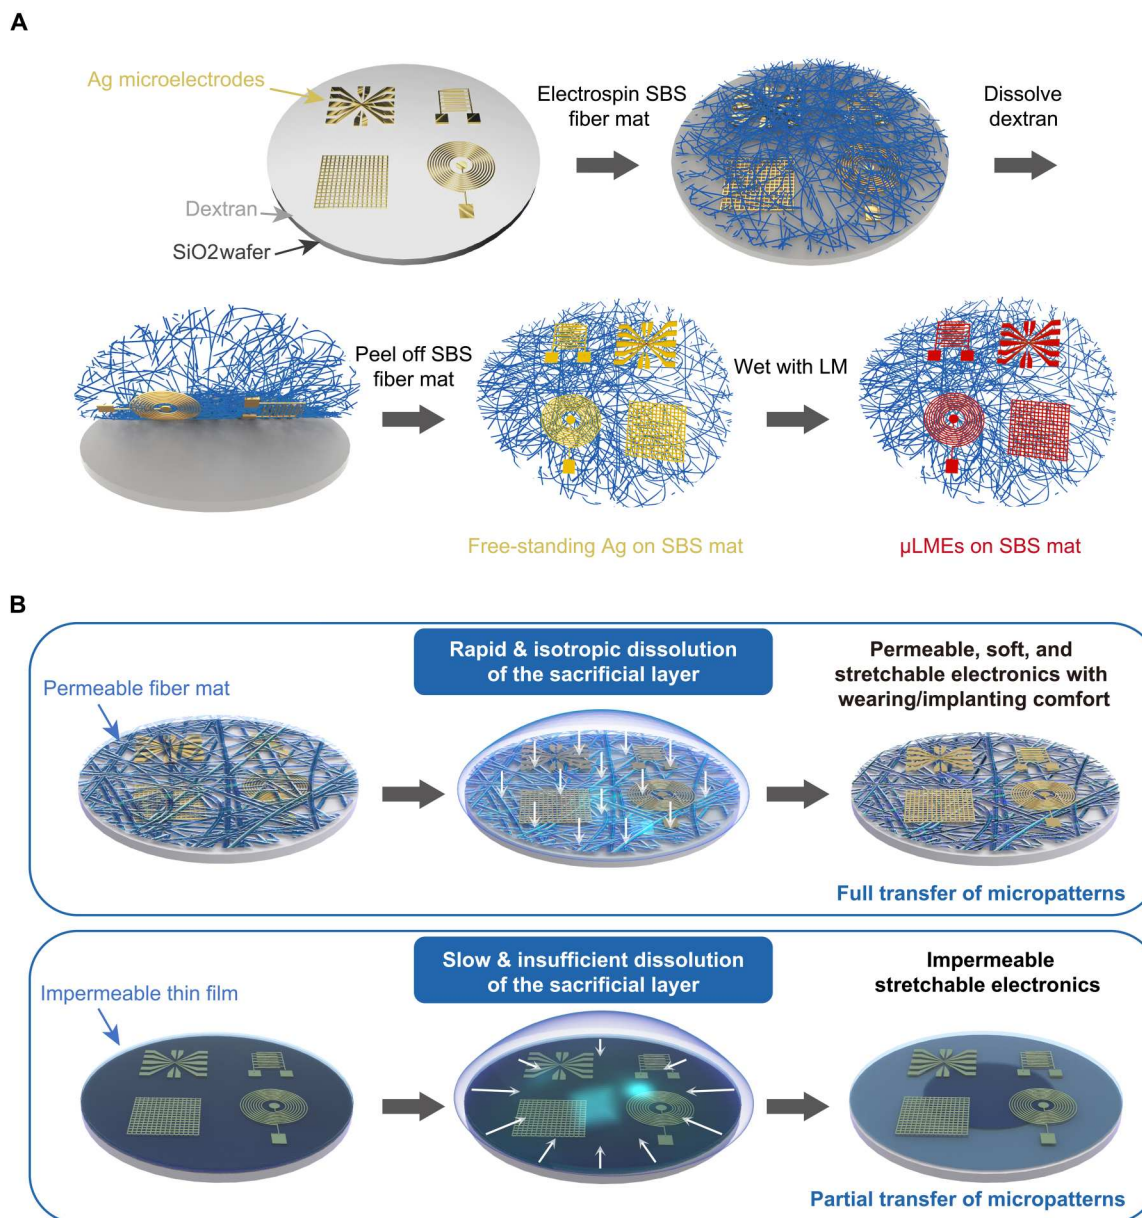 A
Ag microelectrodes
Electrospin SBS
fiber mat
Dissolve
dextran
Dextran
SiO2wafer
Peel off SBS
fiber mat
Wet with LM
Free-standing Ag on SBS mat
µLMEs on SBS mat
B
Permeable fiber mat
Rapid & isotropic dissolution
of the sacrificial layer
Permeable, soft, and
stretchable electronics with
wearing/implanting comfort
Full transfer of micropatterns
Impermeable thin film
Slow & insufficient dissolution
of the sacrificial layer
Impermeable
stretchable electronics
Partial transfer of micropatterns